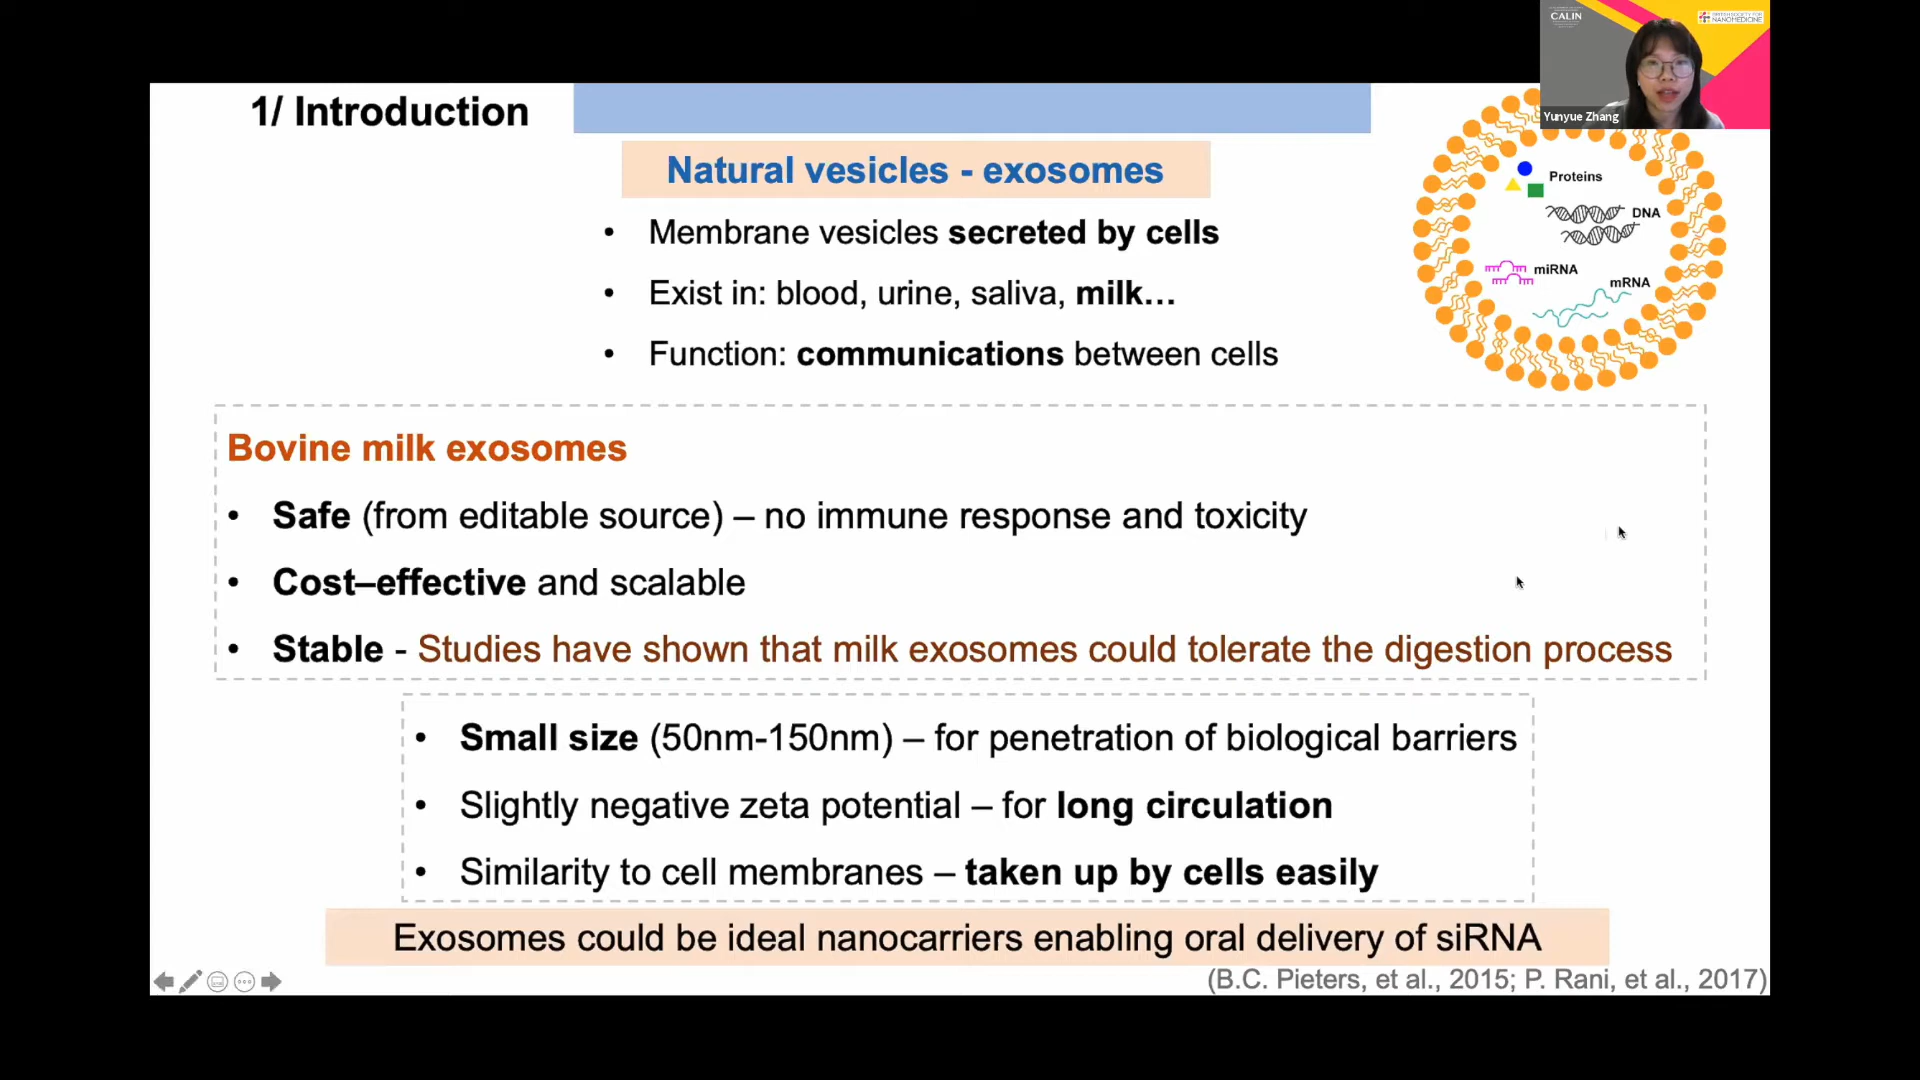 CALIN
NANOMEDICINE
Yunyue Zhang
1/ Introduction
Natural vesicles - exosomes
• Membrane vesicles secreted by cells
• Exist in: blood, urine, saliva, milk...
• Function: communications between cells
Proteins
DNA
miRNA
mRNA
Bovine milk exosomes
• Safe (from editable source) – no immune response and toxicity
• Cost–effective and scalable
• Stable - Studies have shown that milk exosomes could tolerate the digestion process
• Small size (50nm-150nm) – for penetration of biological barriers
• Slightly negative zeta potential – for long circulation
• Similarity to cell membranes – taken up by cells easily
Exosomes could be ideal nanocarriers enabling oral delivery of siRNA
(B.C. Pieters, et al., 2015; P. Rani, et al., 2017)